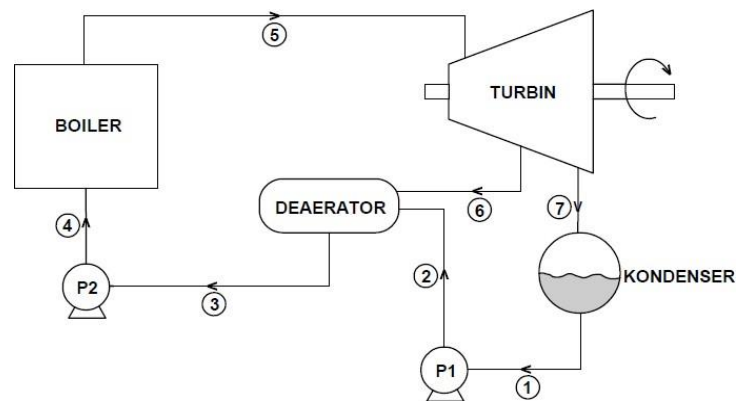 5
TURBIN
BOILER
DEAERATOR
6
7
4
2
KONDENSER
P2
3
P1
1